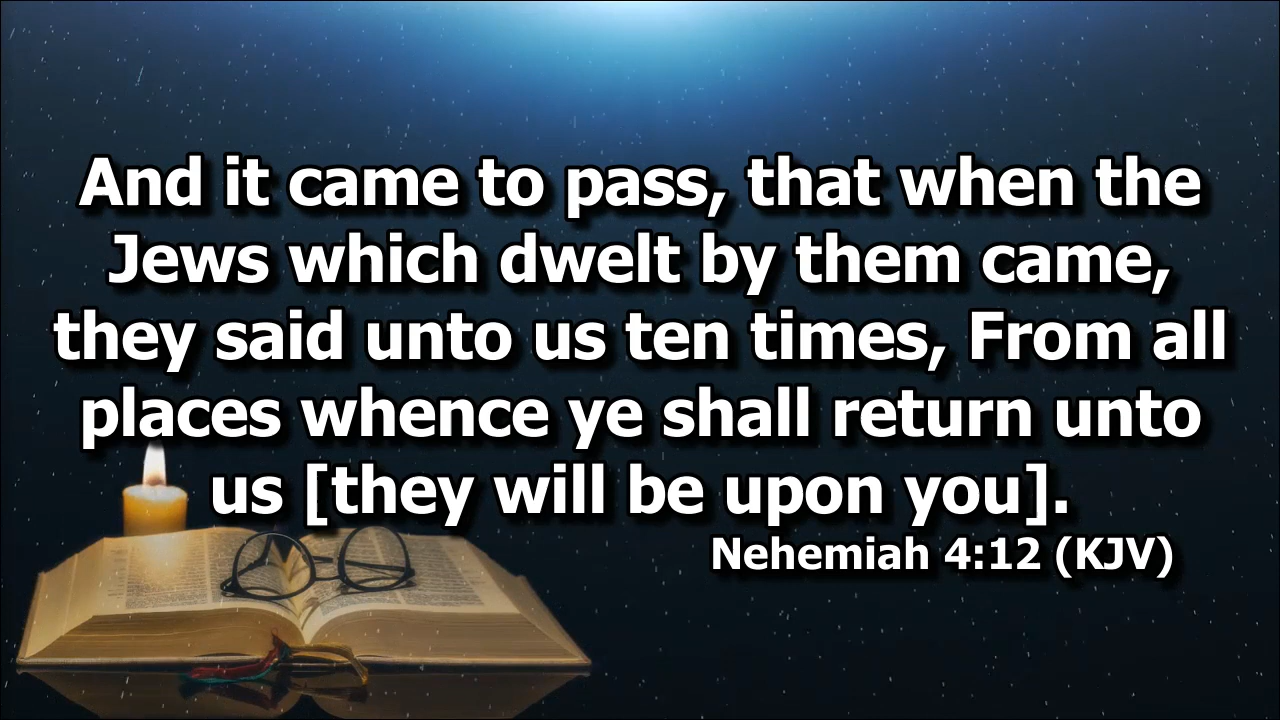 And it came to pass, that when the
Jews which dwelt by them came,
they said unto us ten times, From all
places whence ye shall return unto
us [they will be upon you].
Nehemiah 4:12 (KJV)